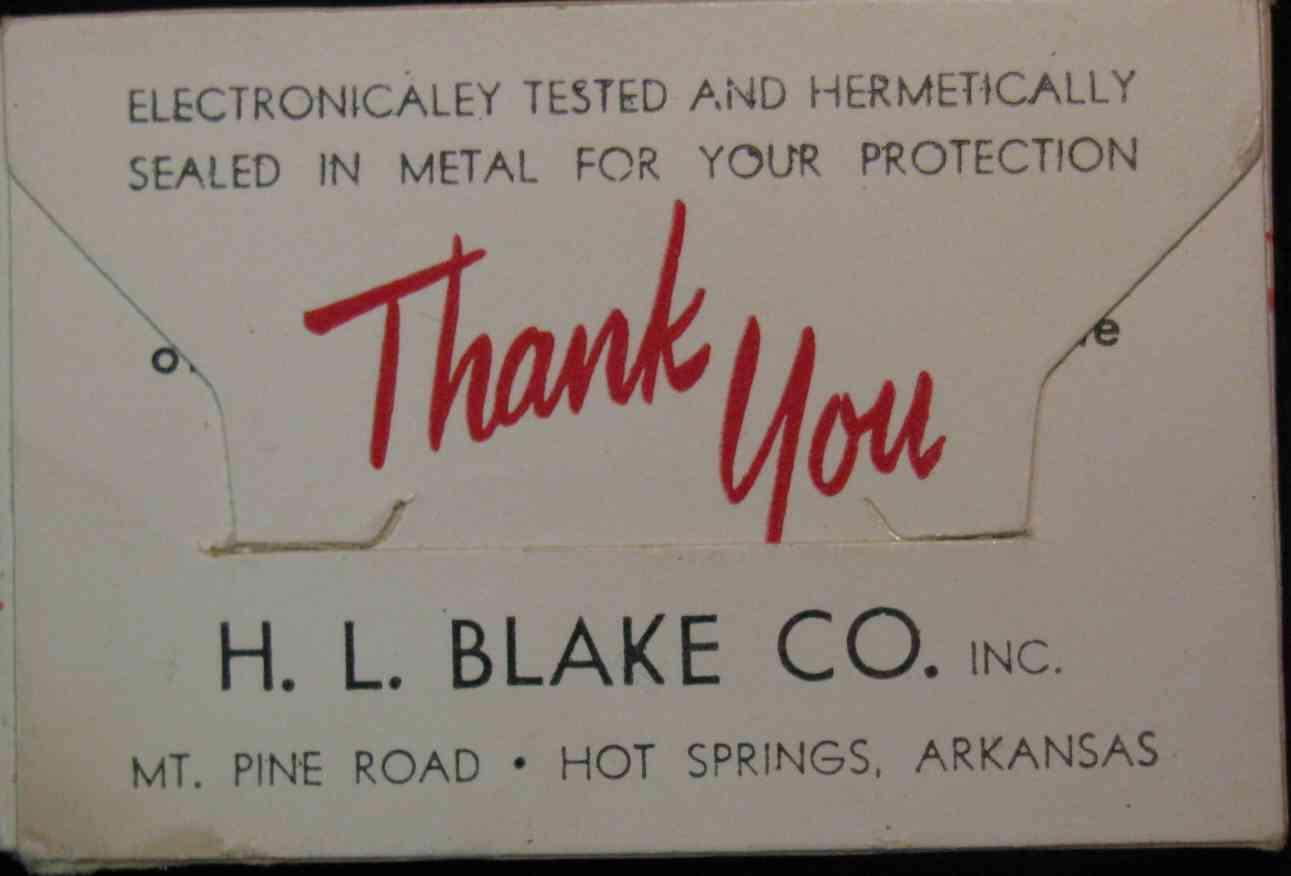 ELECTRONICALEY TESTED AND HERMETICALLY
SEALED IN METAL FOR YOUR PROTECTION
Thank You
H. L. BLAKE CO. INC.
MT. PINE ROAD • HOT SPRINGS, ARKANSAS